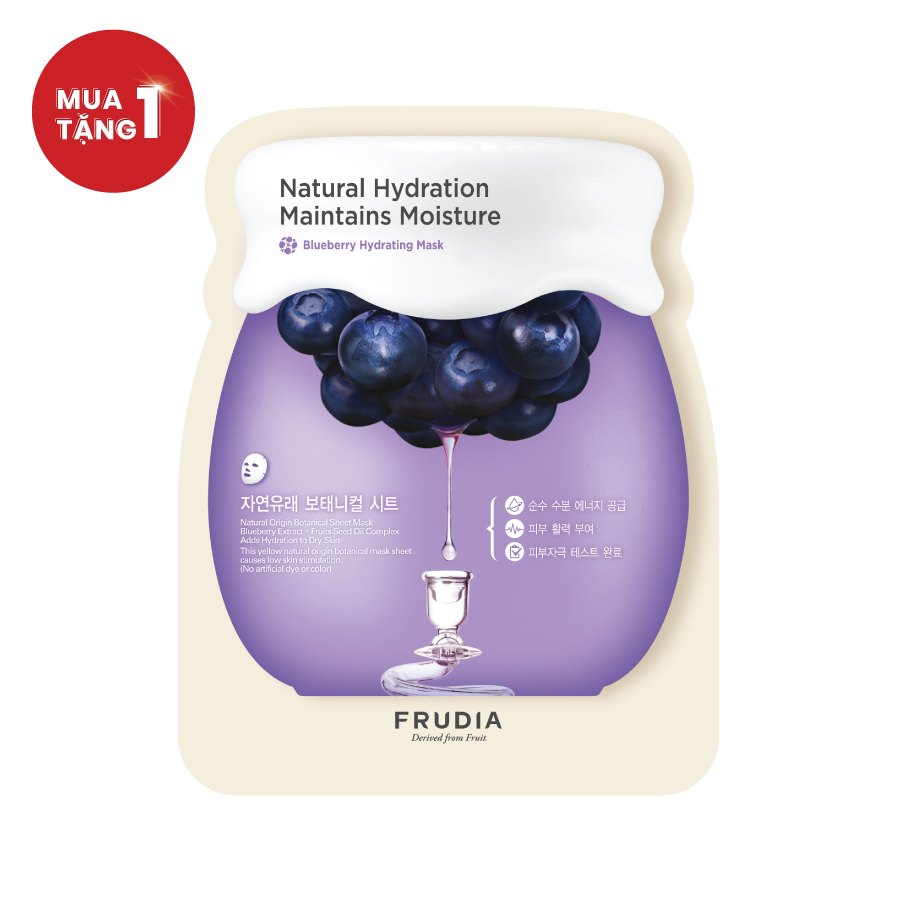 MUA
TẶNG 1
Natural Hydration
Maintains Moisture
Blueberry Hydrating Mask
자연유래 보태니컬 시트
Natural Origin Botanical Sheet Mask
Blueberry Extract + Fruits Seed Oil Complex
Adds Hydration to Dry Skin
This yellow natural origin botanical mask sheet
causes low skin stimulation.
(No artificial dye or color)
순수 수분 에너지 공급
피부 활력 부여
피부자극 테스트 완료
FRUDIA
Derived from Fruit.